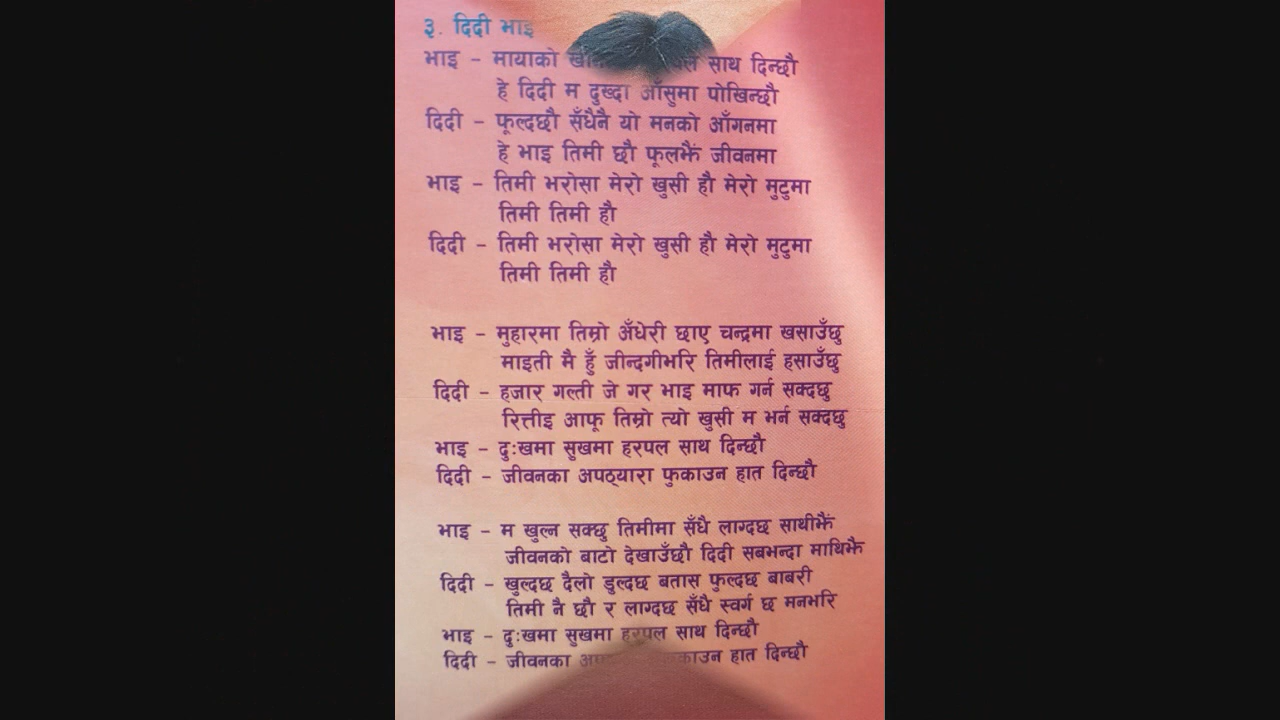 ३. दिदी भाइ
भाइ - मायाको साथ दिन्छौ
हे दिदी म दुख्दा आँसुमा पोखिन्छौ
दिदी - फूल्दछौ सँधैनै यो मनको आँगनमा
हे भाइ तिमी छौ फूलझैं जीवनमा
भाइ - तिमी भरोसा मेरो खुसी हौ मेरो मुटुमा
तिमी तिमी हौ
दिदी - तिमी भरोसा मेरो खुसी हौ मेरो मुटुमा
तिमी तिमी हौ
भाइ - मुहारमा तिम्रो अँधेरी छाए चन्द्रमा खसाउँछु
माइती मै हुँ जीन्दगीभरि तिमीलाई हसाउँछु
दिदी - हजार गल्ती जे गर भाइ माफ गर्न सक्दछु
रित्तीइ आफू तिम्रो त्यो खुसी म भर्न सक्दछु
भाइ - दुःखमा सुखमा हरपल साथ दिन्छौ
दिदी - जीवनका अपठ्यारा फुकाउन हात दिन्छौ
भाइ - म खुल्न सक्छु तिमीमा सँधै लाग्दछ साथीझैं
जीवनको बाटो देखाउँछौ दिदी सबभन्दा माथिझै
दिदी - खुल्दछ दैलो डुल्दछ बतास फुल्दछ बाबरी
तिमी नै छौ र लाग्दछ सँधै स्वर्ग छ मनभरि
भाइ - दुःखमा सुखमा हरपल साथ दिन्छौ
दिदी - जीवनका हात दिन्छौ